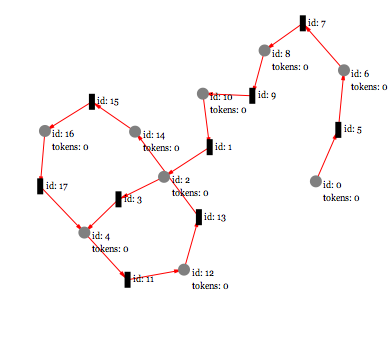 id: 7
id: 8
tokens: 0
id: 6
tokens: 0
id: 15
id: 10
tokens: 0
id: 9
id: 16
tokens: 0
id: 14
tokens: 0
id: 5
id: 1
id: 17
id: 2
tokens: 0
id: 0
tokens: 0
id: 3
id: 13
id: 4
tokens: 0
id: 11
id: 12
tokens: 0